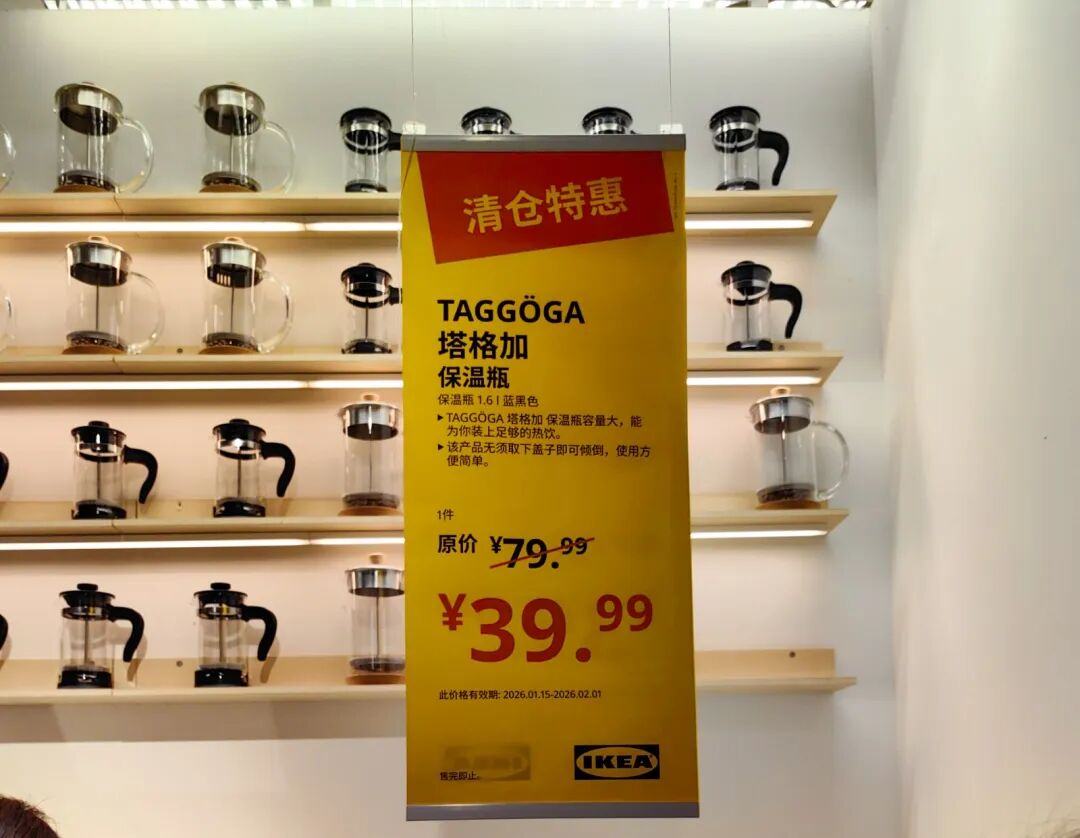 清仓特惠
TAGGÖGA
塔格加
保温瓶
保温瓶 1.6 l 蓝黑色
▸ TAGGÖGA 塔格加 保温瓶容量大，能
为你装上足够的热饮。
▸ 该产品无须取下盖子即可倾倒，使用方
便简单。
1件
原价 ¥79.99
¥39.99
此价格有效期: 2026.01.15-2026.02.01
售完即止。
IKEA